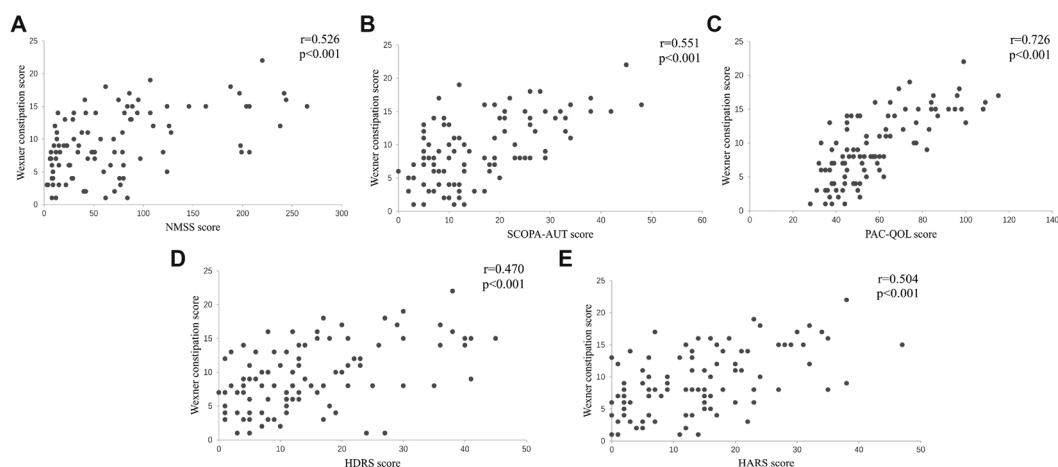 A
r=0.526
p<0.001
Wexner constipation score
25
20
15
10
5
0
0 50 100 150 200 250 300
NMSS score
B
r=0.551
p<0.001
Wexner constipation score
25
20
15
10
5
0
0 10 20 30 40 50 60
SCOPA-AUT score
C
r=0.726
p<0.001
Wexner constipation score
25
20
15
10
5
0
0 20 40 60 80 100 120 140
PAC-QOL score
D
r=0.470
p<0.001
Wexner constipation score
25
20
15
10
5
0
0 10 20 30 40 50
HDRS score
E
r=0.504
p<0.001
Wexner constipation score
25
20
15
10
5
0
0 10 20 30 40 50
HARS score